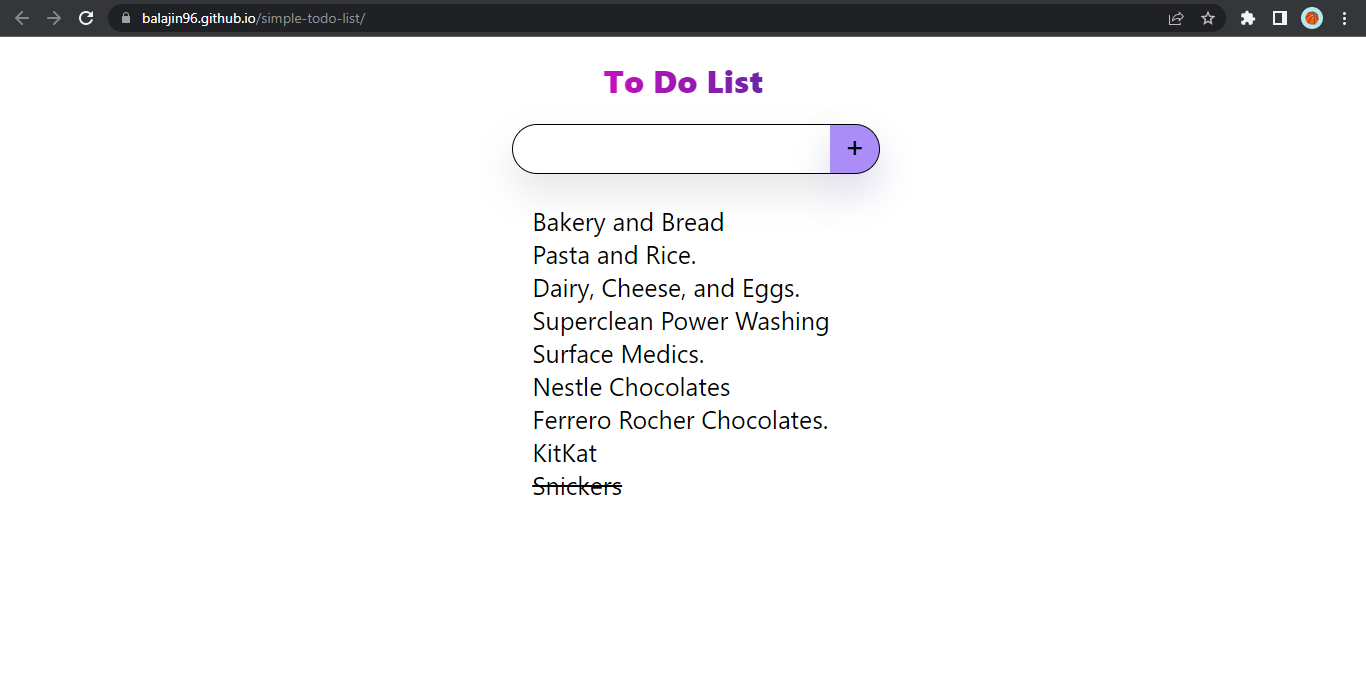 balajin96.github.io/simple-todo-list/
To Do List
+
Bakery and Bread
Pasta and Rice.
Dairy, Cheese, and Eggs.
Superclean Power Washing
Surface Medics.
Nestle Chocolates
Ferrero Rocher Chocolates.
KitKat
Snickers